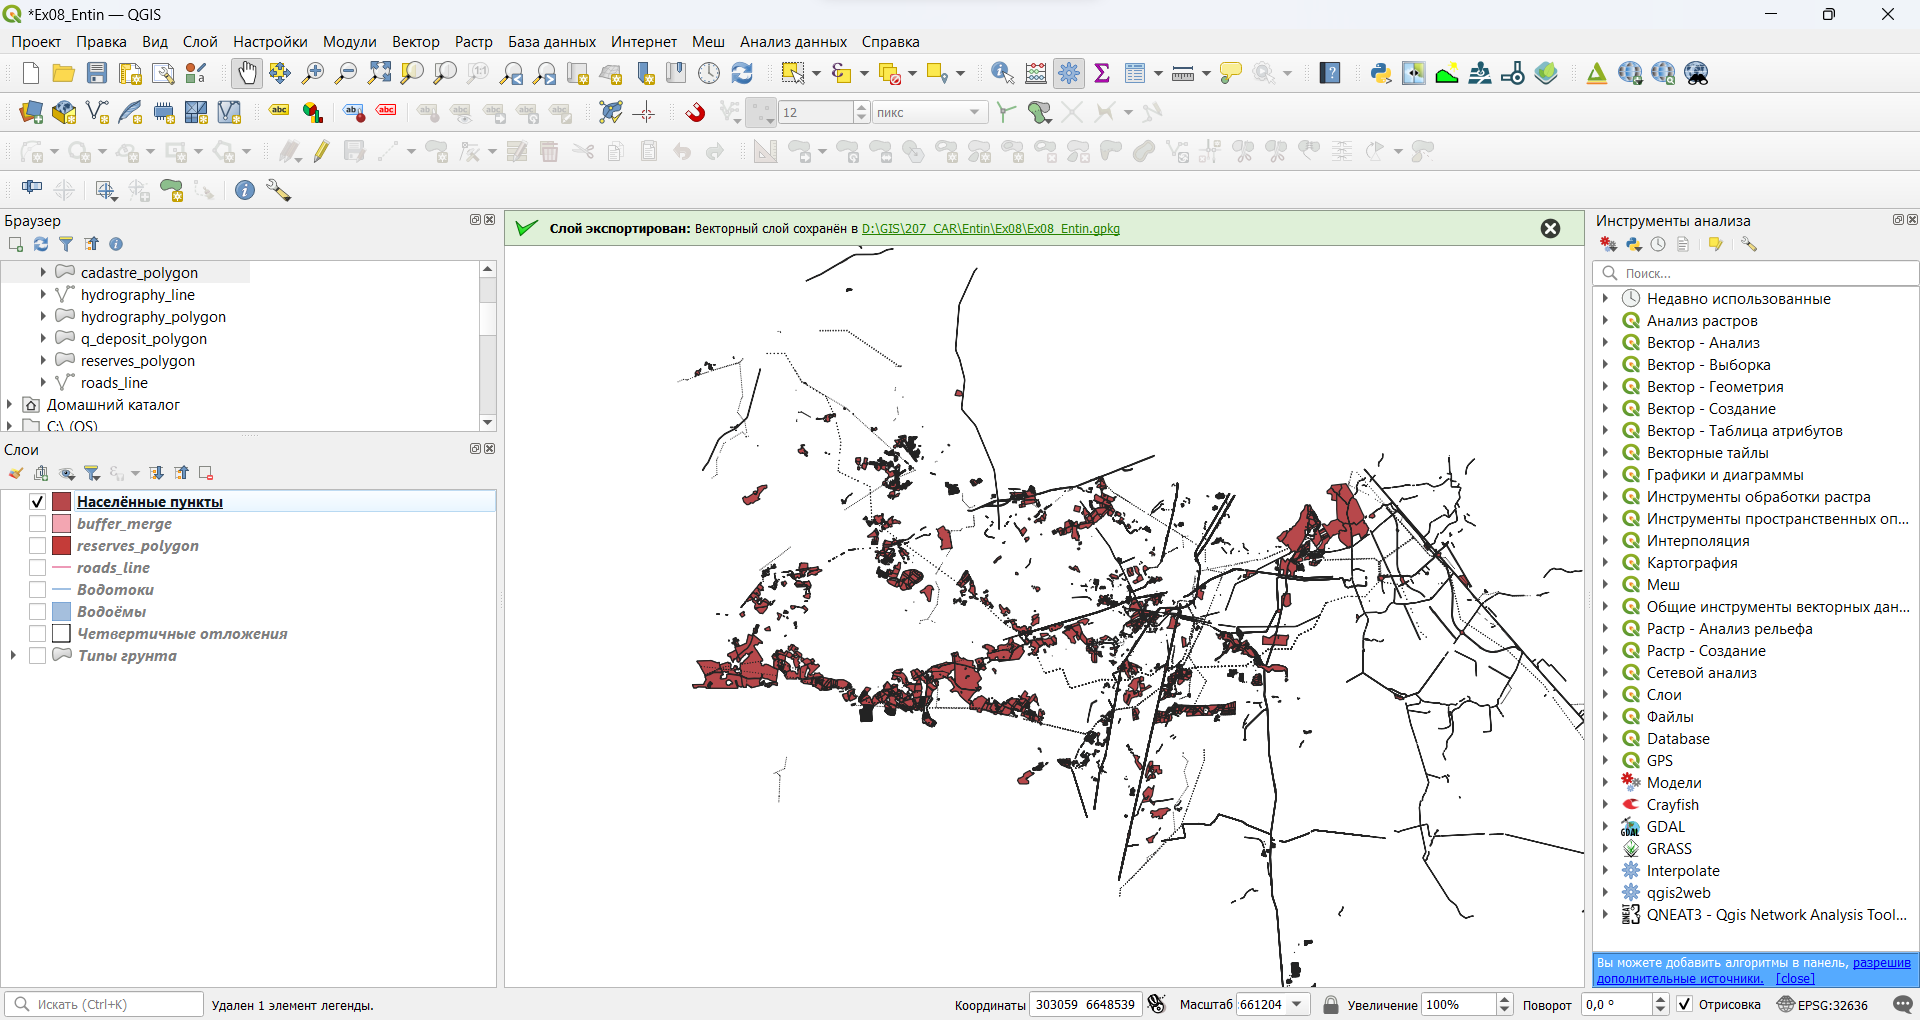 *Ex08_Entin — QGIS
Проект Правка Вид Слой Настройки Модули Вектор Растр База данных Интернет Меш Анализ данных Справка
12 пикс
Браузер
cadastre_polygon
hydrography_line
hydrography_polygon
q_deposit_polygon
reserves_polygon
roads_line
Домашний каталог
C:\ (OS)
Слои
Населённые пункты
buffer_merge
reserves_polygon
roads_line
Водотоки
Водоёмы
Четвертичные отложения
Типы грунта
Слой экспортирован: Векторный слой сохранён в D:\GIS\207_CAR\Entin\Ex08\Ex08_Entin.gpkg
Инструменты анализа
Поиск...
Недавно использованные
Анализ растров
Вектор - Анализ
Вектор - Выборка
Вектор - Геометрия
Вектор - Создание
Вектор - Таблица атрибутов
Векторные тайлы
Графики и диаграммы
Инструменты обработки растра
Инструменты пространственных оп...
Интерполяция
Картография
Меш
Общие инструменты векторных дан...
Растр - Анализ рельефа
Растр - Создание
Сетевой анализ
Слои
Файлы
Database
GPS
Модели
Crayfish
GDAL
GRASS
Interpolate
qgis2web
QNEAT3 - Qgis Network Analysis Tool...
Вы можете добавить алгоритмы в панель, разрешив
дополнительные источники. [close]
Искать (Ctrl+K) Удален 1 элемент легенды. Координаты 303059 6648539 Масштаб 661204 Увеличение 100% Поворот 0,0 ° Отрисовка EPSG:32636